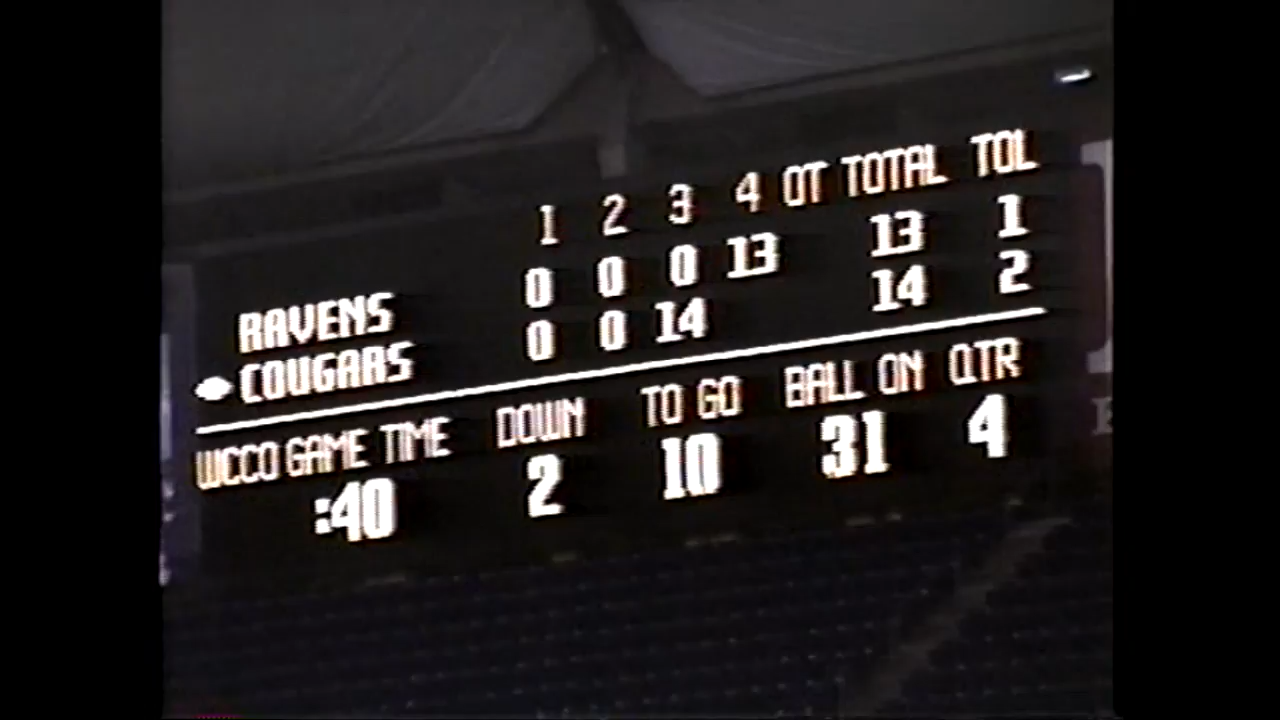 1 2 3 4 OT TOTAL TOL
RAVENS 0 0 0 13 13 1
COUGARS 0 0 14 14 2
WCCO GAME TIME DOWN TO GO BALL ON QTR
:40 2 10 31 4